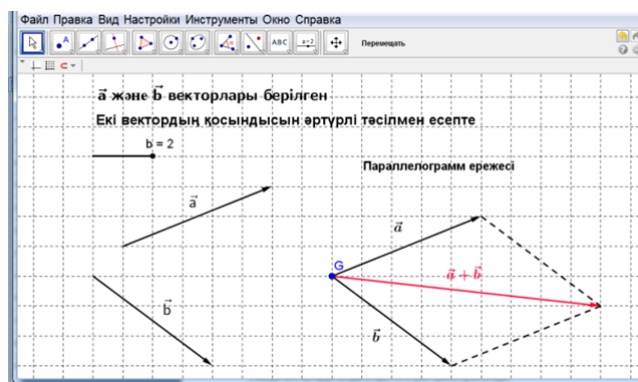 Файл Правка Вид Настройки Инструменты Окно Справка
A ABC a=2 Перемещать
a⃗ және b⃗ векторлары берілген
Екі вектордың қосындысын әртүрлі тәсілмен есепте
b = 2
Параллелограмм ережесі
a⃗
a⃗
G
a⃗ + b⃗
b⃗
b⃗